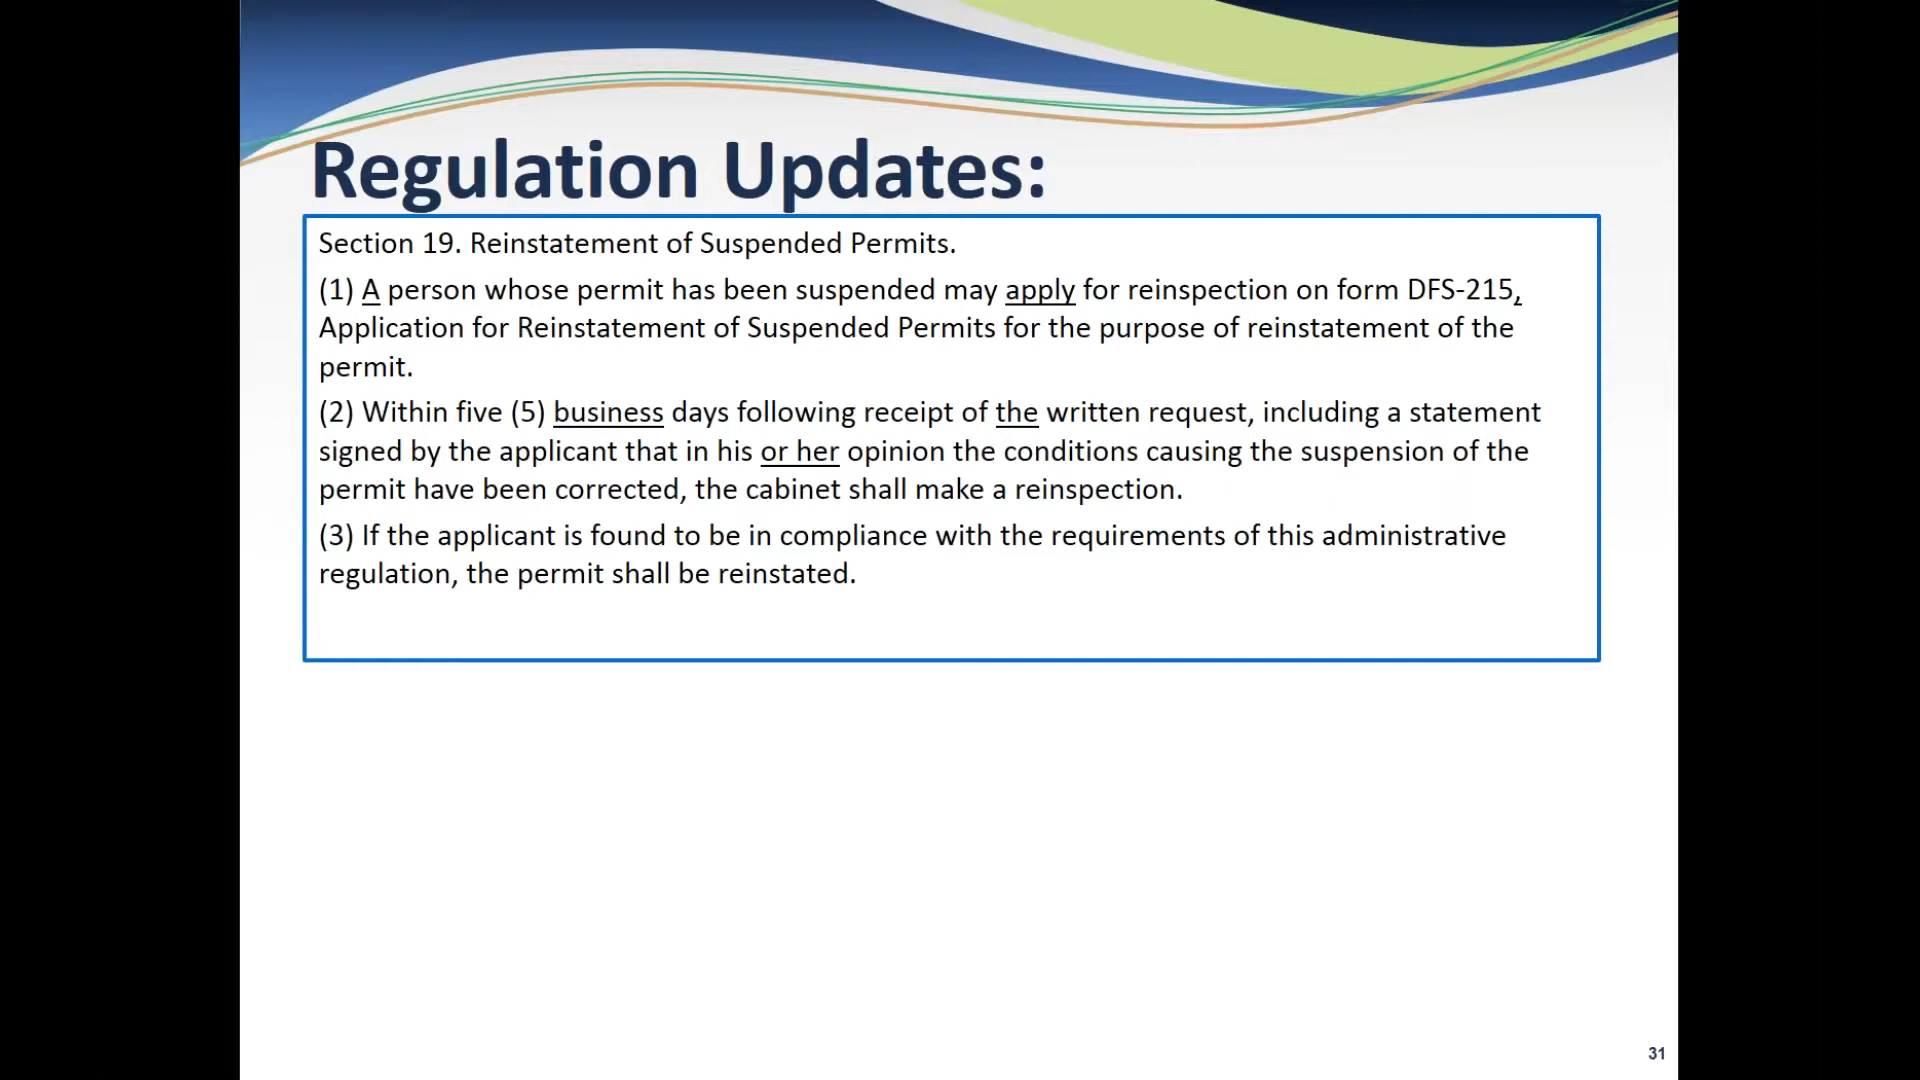 Regulation Updates:
Section 19. Reinstatement of Suspended Permits.
(1) A person whose permit has been suspended may apply for reinspection on form DFS-215,
Application for Reinstatement of Suspended Permits for the purpose of reinstatement of the
permit.
(2) Within five (5) business days following receipt of the written request, including a statement
signed by the applicant that in his or her opinion the conditions causing the suspension of the
permit have been corrected, the cabinet shall make a reinspection.
(3) If the applicant is found to be in compliance with the requirements of this administrative
regulation, the permit shall be reinstated.
31